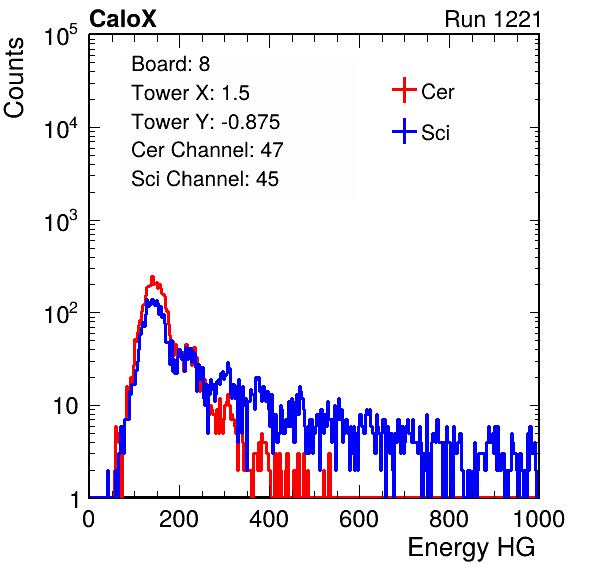 CaloX Run 1221
Counts
Board: 8
Tower X: 1.5
Tower Y: -0.875
Cer Channel: 47
Sci Channel: 45
Cer
Sci
10^5
10^4
10^3
10^2
10
1
0 200 400 600 800 1000
Energy HG